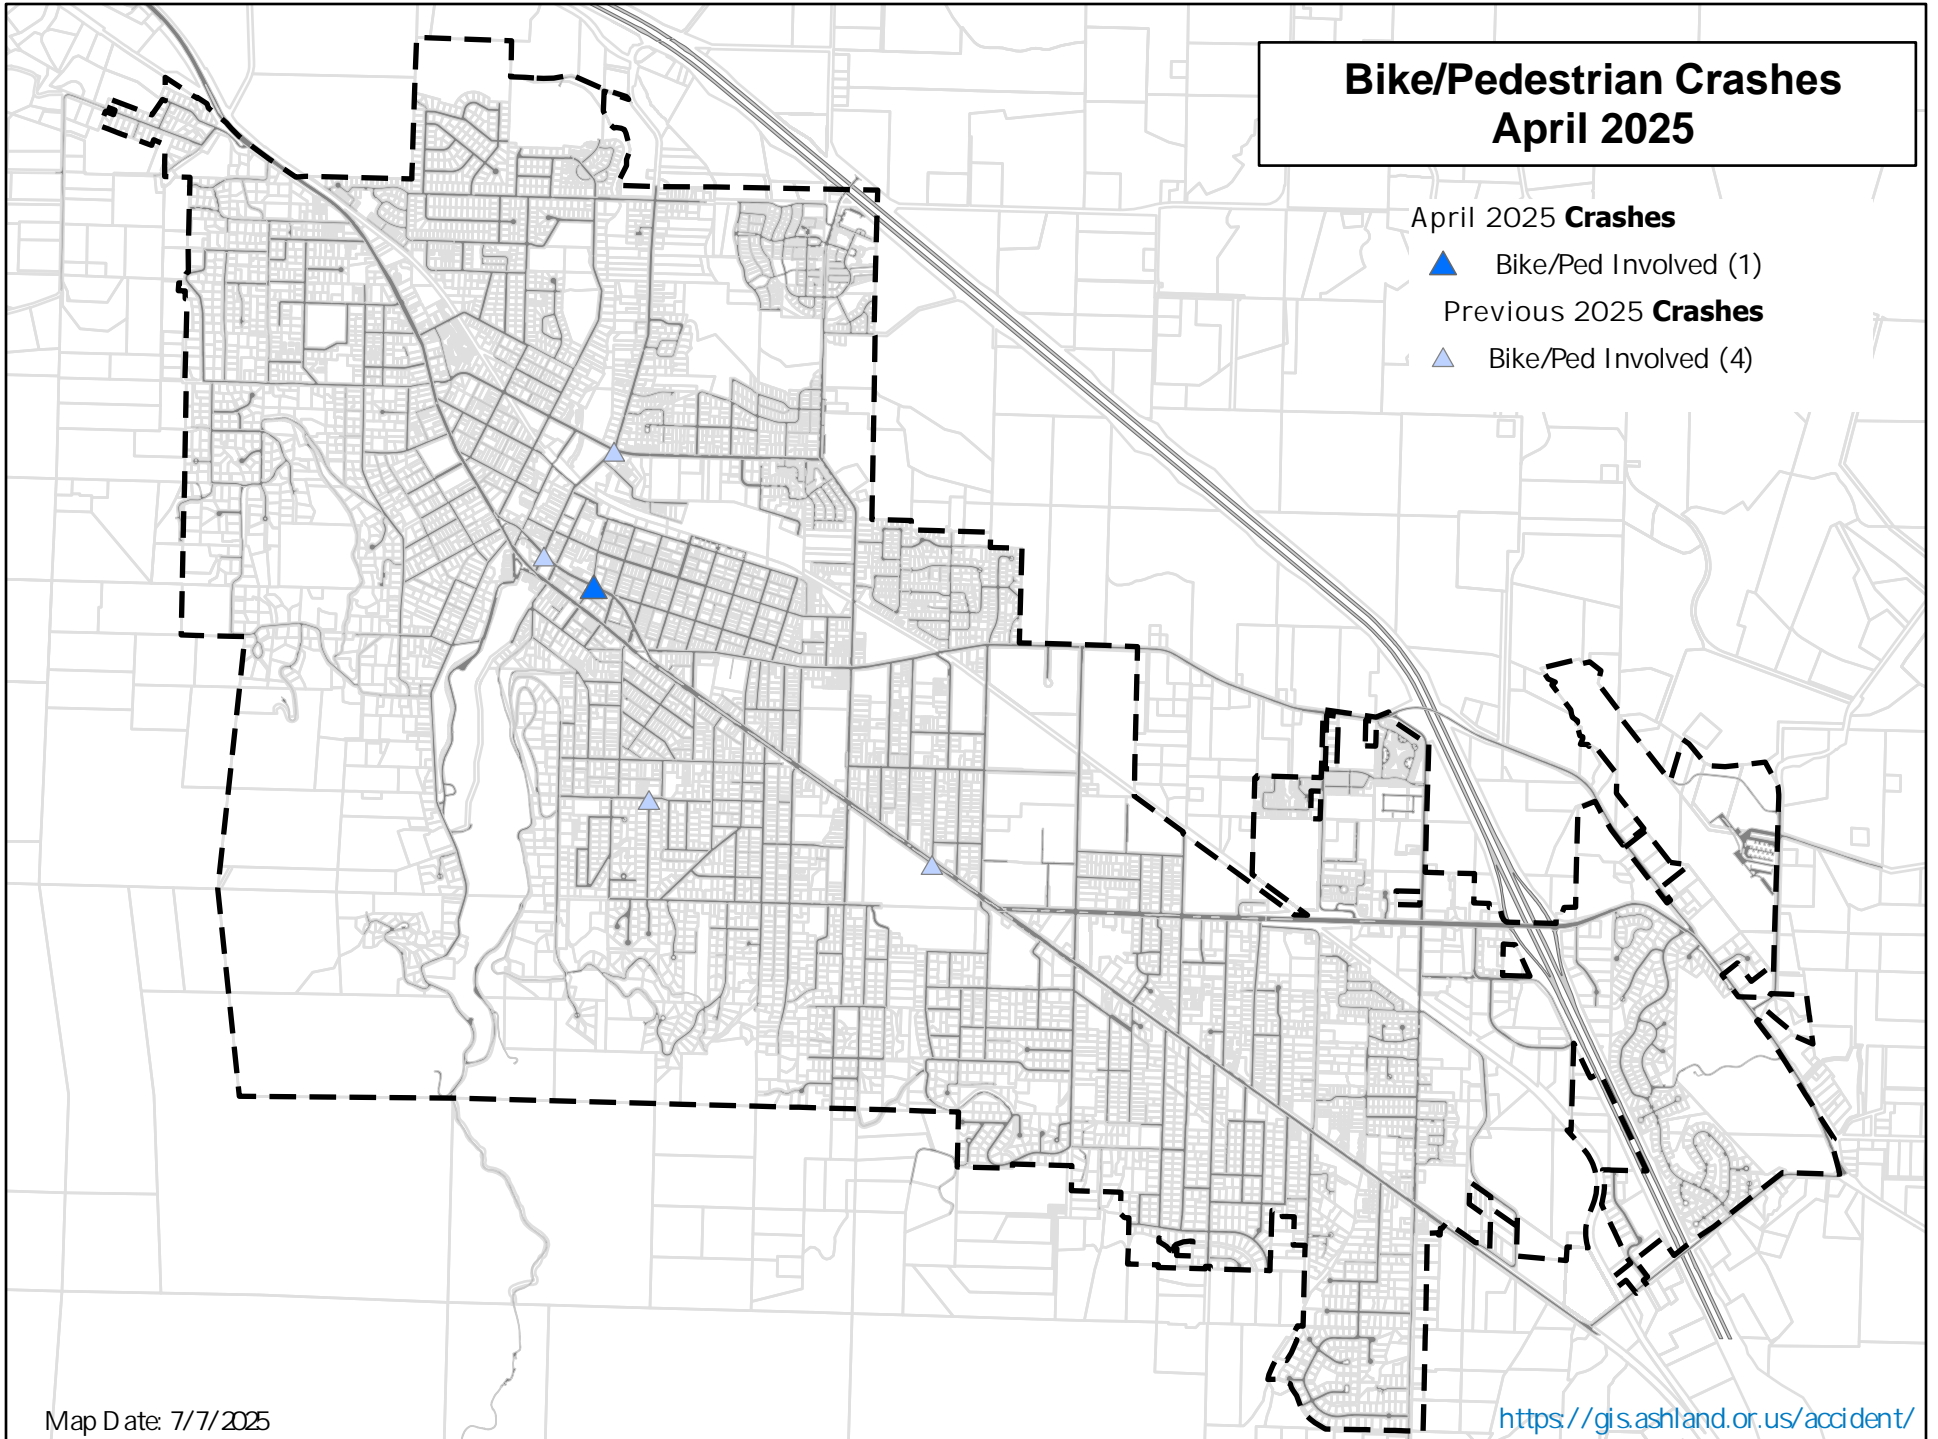 Bike/Pedestrian Crashes
April 2025
April 2025 Crashes
Bike/Ped Involved (1)
Previous 2025 Crashes
Bike/Ped Involved (4)
Map Date: 7/7/2025
https://gis.ashland.or.us/accident/